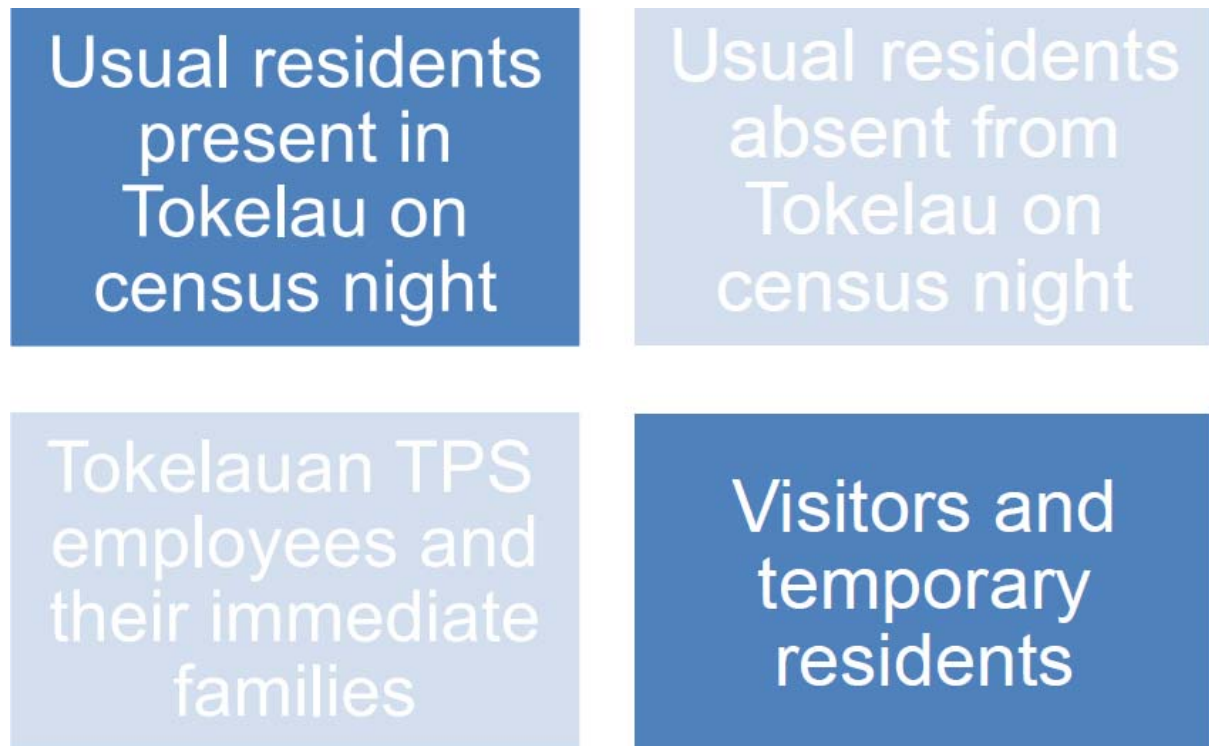 Usual residents
present in
Tokelau on
census night
Usual residents
absent from
Tokelau on
census night
Tokelauan TPS
employees and
their immediate
families
Visitors and
temporary
residents